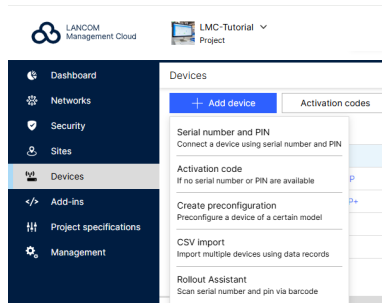 LANCOM
Management Cloud
LMC-Tutorial
Project
Dashboard
Networks
Security
Sites
Devices
Add-ins
Project specifications
Management
Devices
+ Add device
Activation codes
Serial number and PIN
Connect a device using serial number and PIN
Activation code
If no serial number or PIN are available
Create preconfiguration
Preconfigure a device of a certain model
CSV import
Import multiple devices using data records
Rollout Assistant
Scan serial number and pin via barcode
P
P+